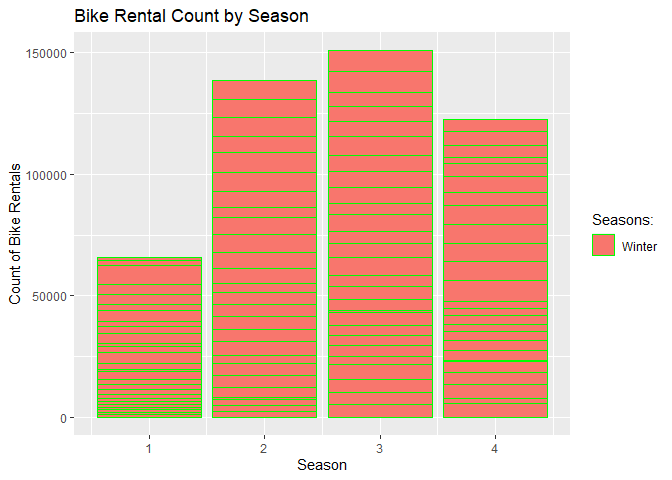 Bike Rental Count by Season
150000
100000
50000
0
Count of Bike Rentals
1 2 3 4
Season
Seasons:
Winter